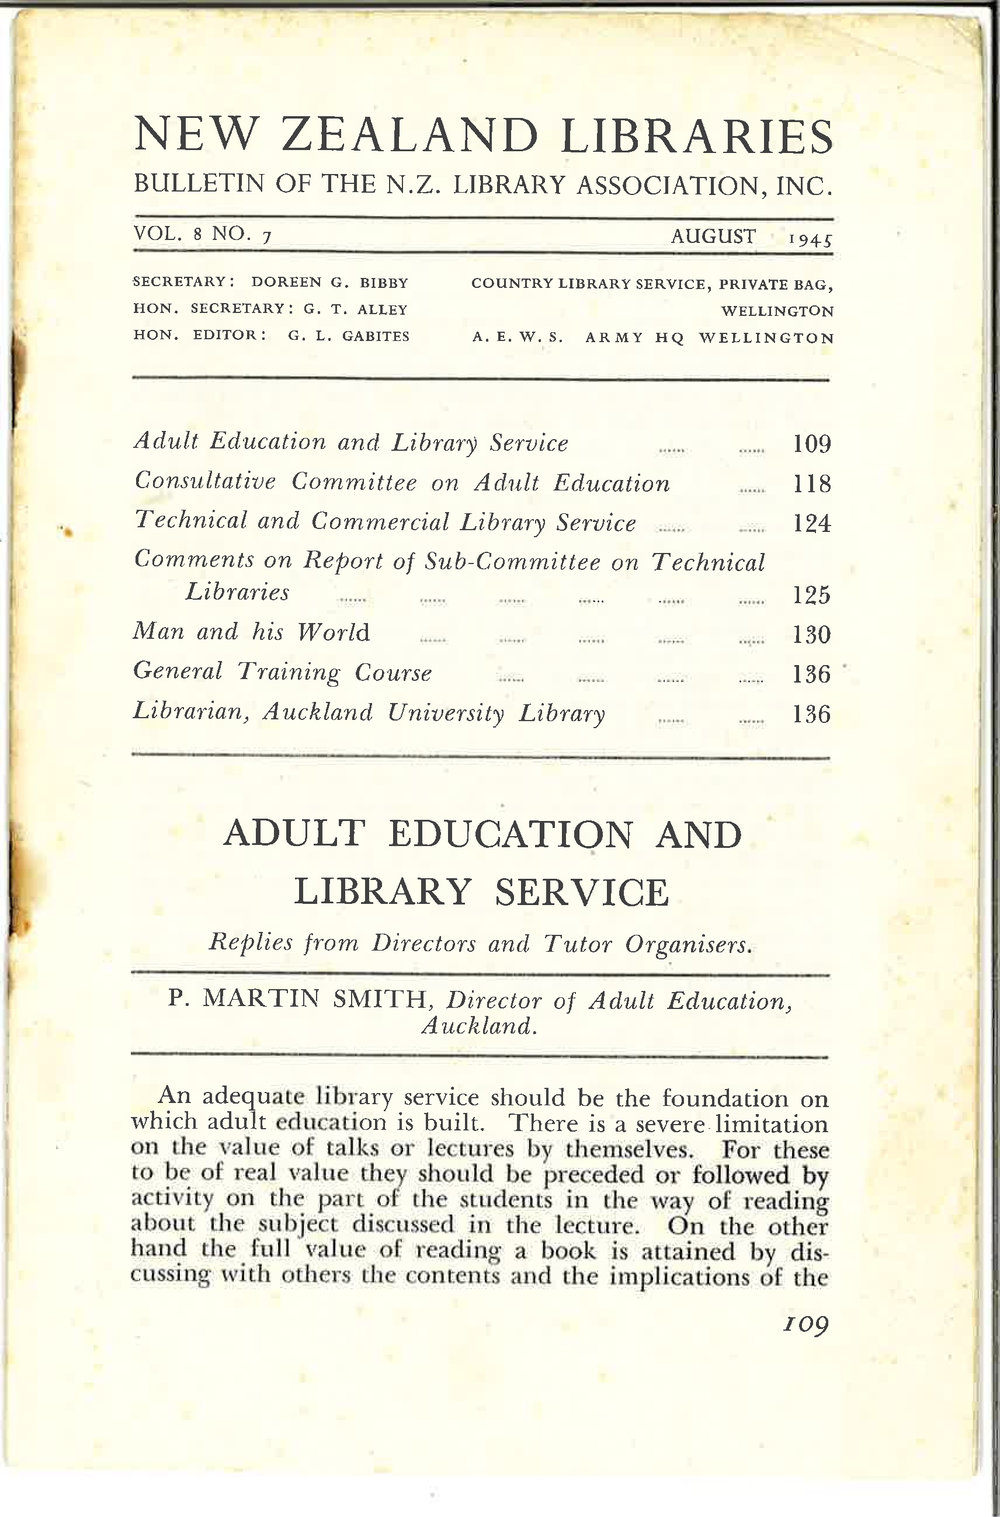 NEW ZEALAND LIBRARIES
BULLETIN OF THE N.Z. LIBRARY ASSOCIATION, INC.
VOL. 8 NO. 7 AUGUST 1945
SECRETARY: DOREEN G. BIBBY COUNTRY LIBRARY SERVICE, PRIVATE BAG,
HON. SECRETARY: G. T. ALLEY WELLINGTON
HON. EDITOR: G. L. GABITES A. E. W. S. ARMY HQ WELLINGTON
Adult Education and Library Service ...... ...... 109
Consultative Committee on Adult Education ...... 118
Technical and Commercial Library Service ...... ...... 124
Comments on Report of Sub-Committee on Technical
Libraries ...... ...... ...... ...... ...... ...... 125
Man and his World ...... ...... ...... ...... ...... 130
General Training Course ...... ...... ...... ...... 136
Librarian, Auckland University Library ...... ...... 136
ADULT EDUCATION AND
LIBRARY SERVICE
Replies from Directors and Tutor Organisers.
P. MARTIN SMITH, Director of Adult Education,
Auckland.
An adequate library service should be the foundation on
which adult education is built. There is a severe limitation
on the value of talks or lectures by themselves. For these
to be of real value they should be preceded or followed by
activity on the part of the students in the way of reading
about the subject discussed in the lecture. On the other
hand the full value of reading a book is attained by dis-
cussing with others the contents and the implications of the
109